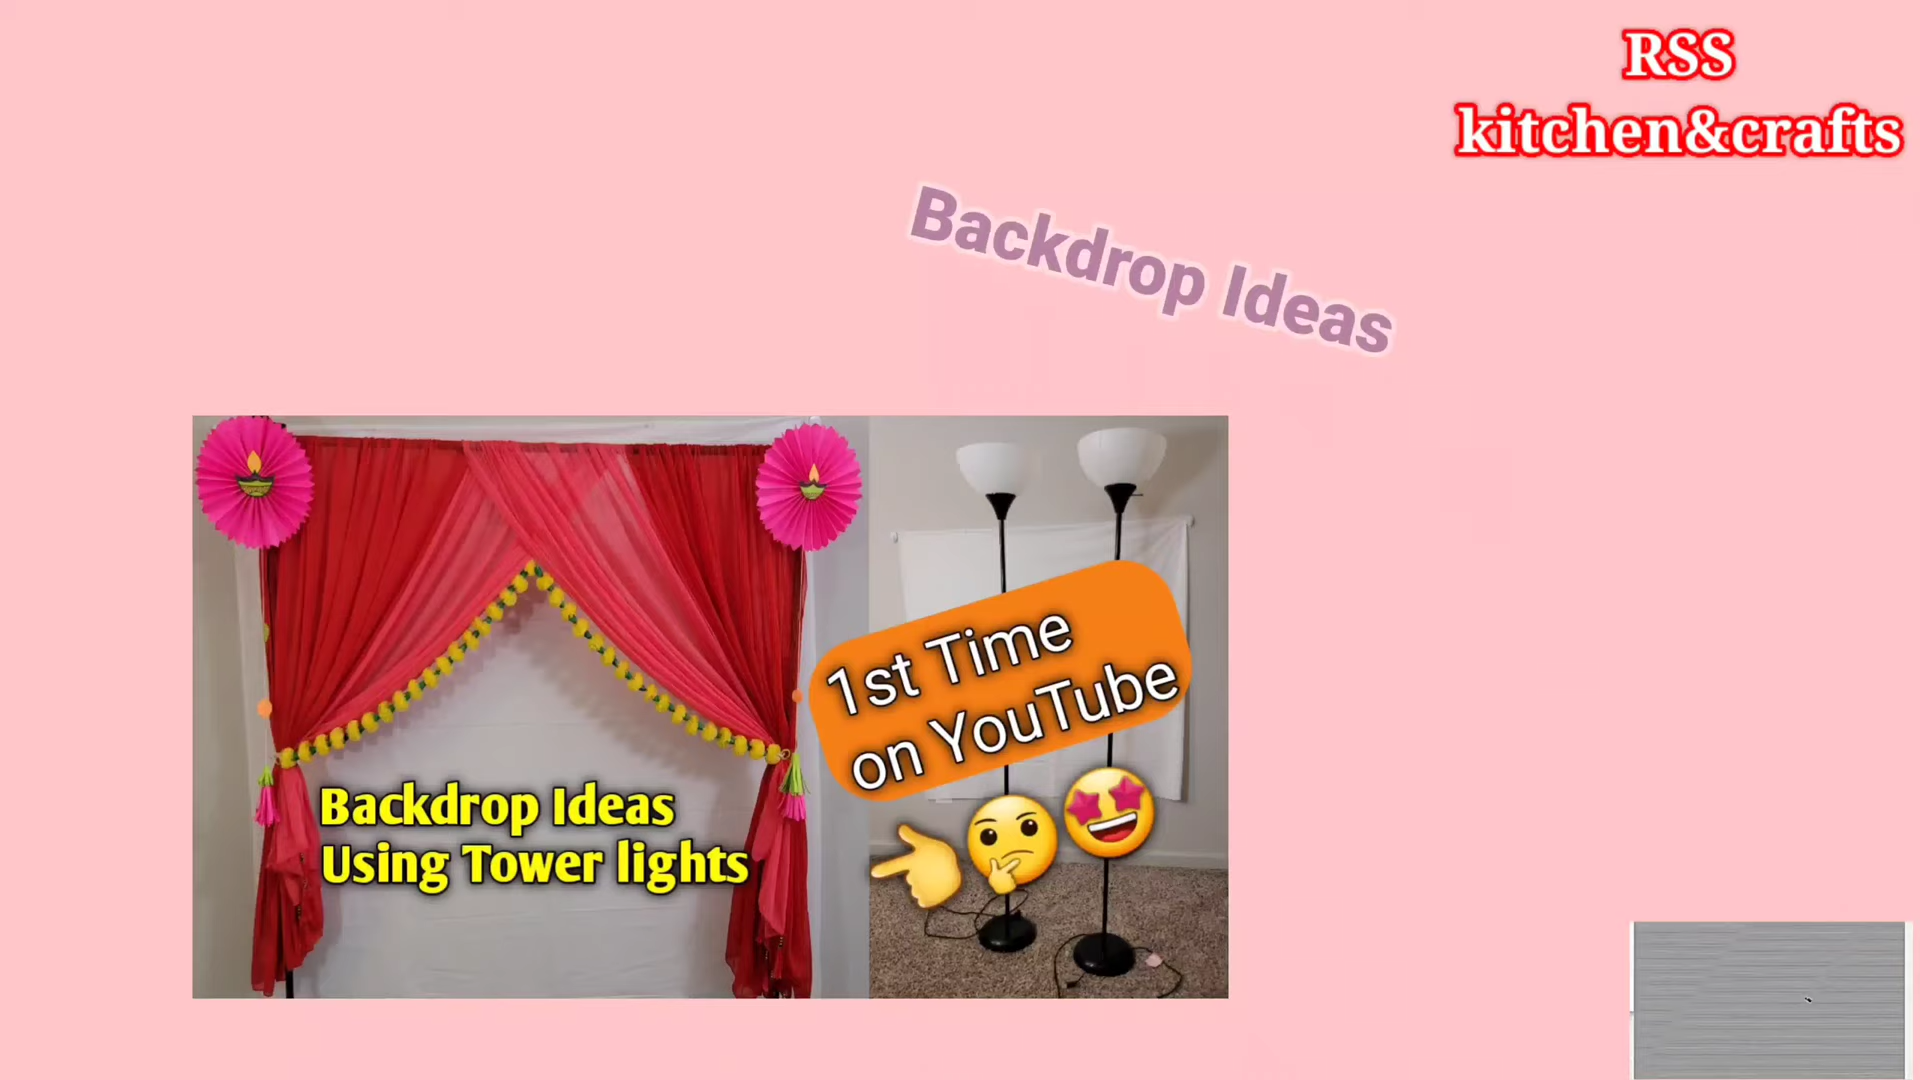 RSS
kitchen&crafts
Backdrop Ideas
1st Time
on YouTube
Backdrop Ideas
Using Tower lights